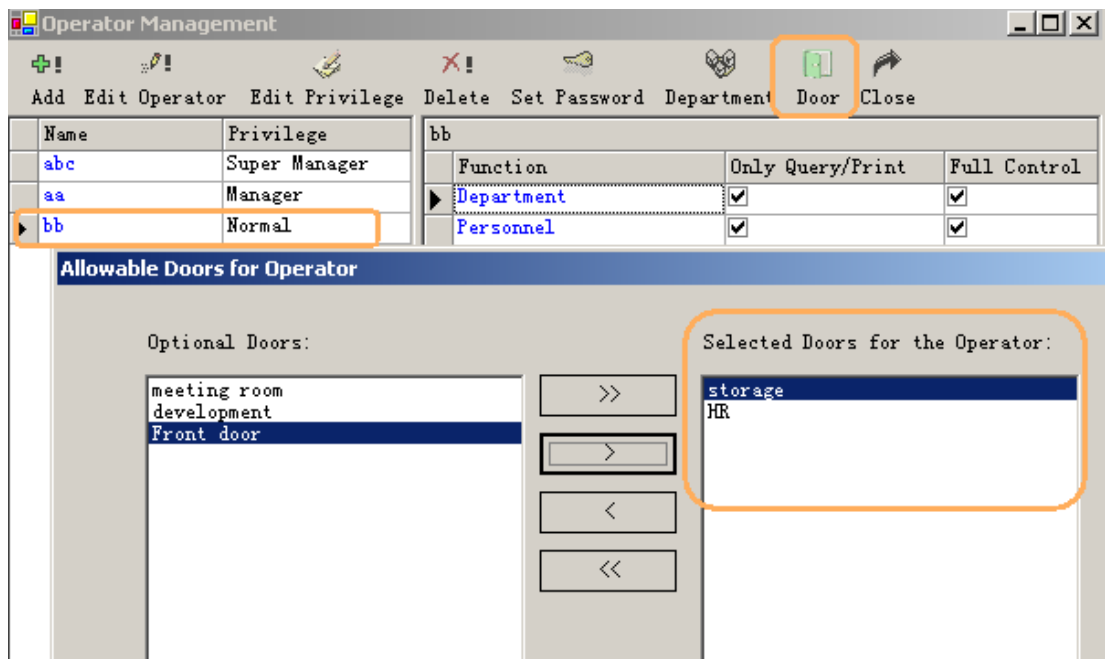 Operator Management
Add Edit Operator Edit Privilege Delete Set Password Department Door Close
Name Privilege
abc Super Manager
aa Manager
bb Normal
bb
Function Only Query/Print Full Control
Department
Personnel
Allowable Doors for Operator
Optional Doors:
meeting room
development
Front door
>>
>
<
<<
Selected Doors for the Operator:
storage
HR